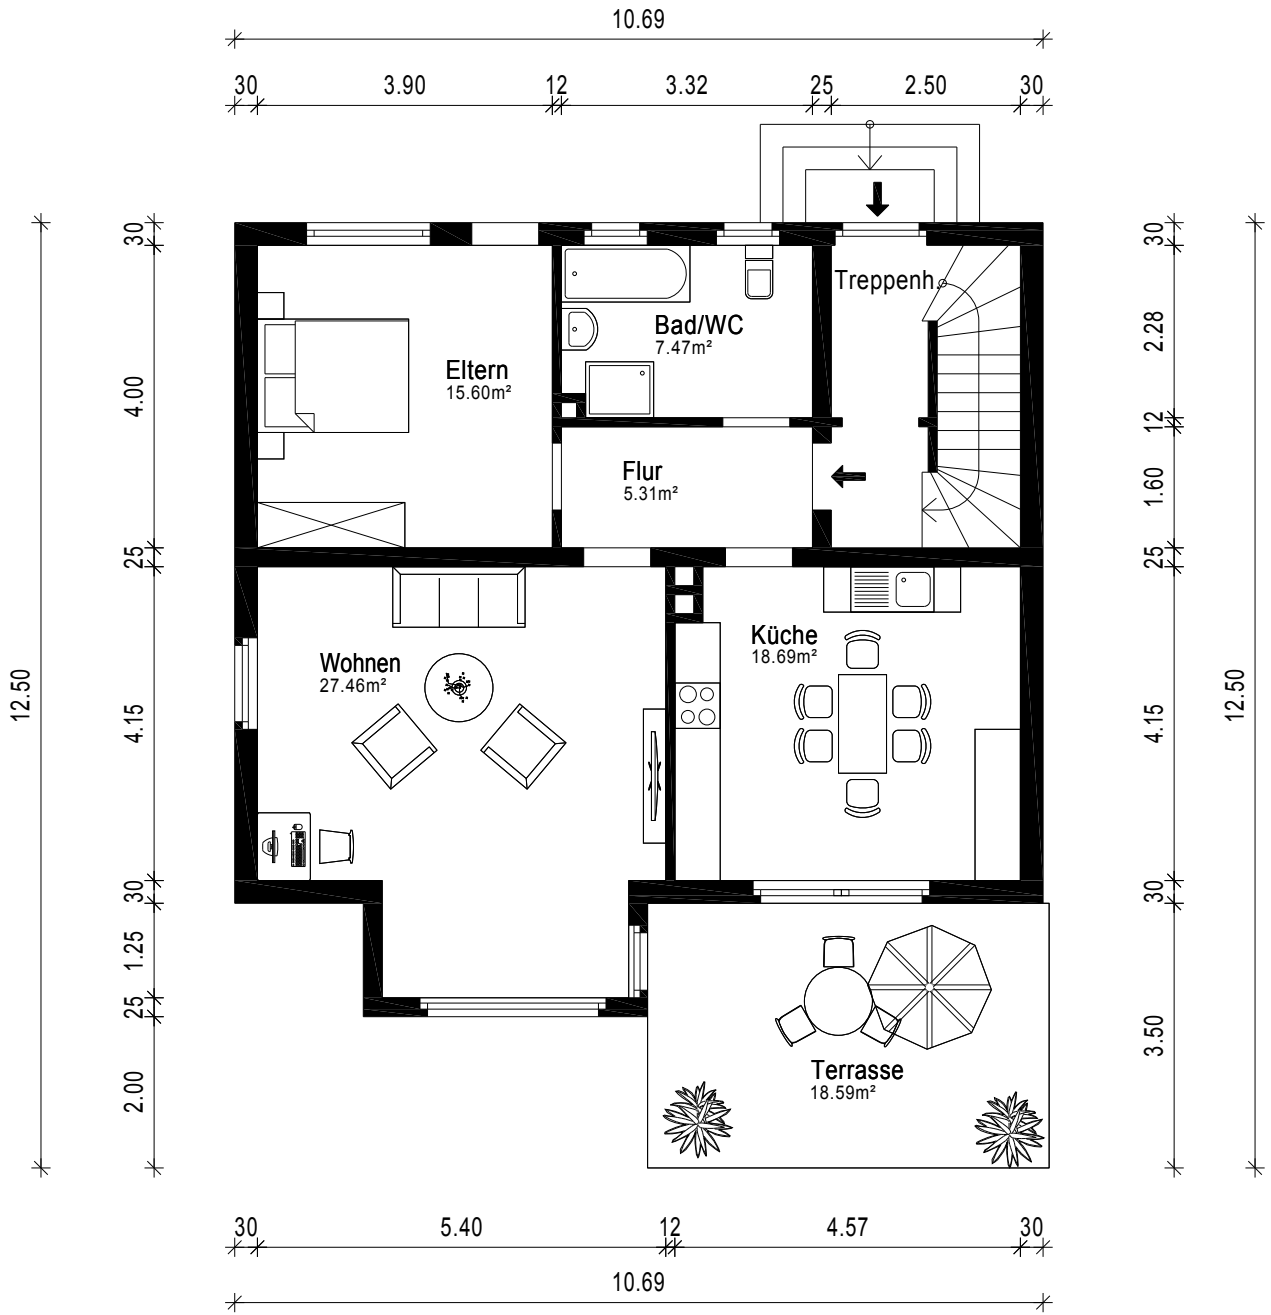 10.69
30 3.90 12 3.32 25 2.50 30
30
4.00
25
4.15
30
1.25
25
2.00
12.50
30
2.28
12
1.60
25
4.15
30
3.50
12.50
Treppenh.
Bad/WC
7.47m²
Eltern
15.60m²
Flur
5.31m²
Küche
18.69m²
Wohnen
27.46m²
Terrasse
18.59m²
30 5.40 12 4.57 30
10.69